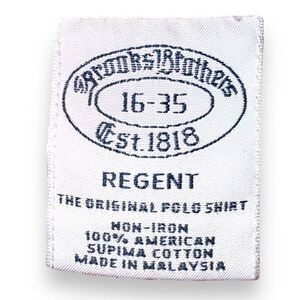 Brooks Brothers
16-35
Est. 1818
REGENT
THE ORIGINAL POLO SHIRT
NON-IRON
100% AMERICAN
SUPIMA COTTON
MADE IN MALAYSIA